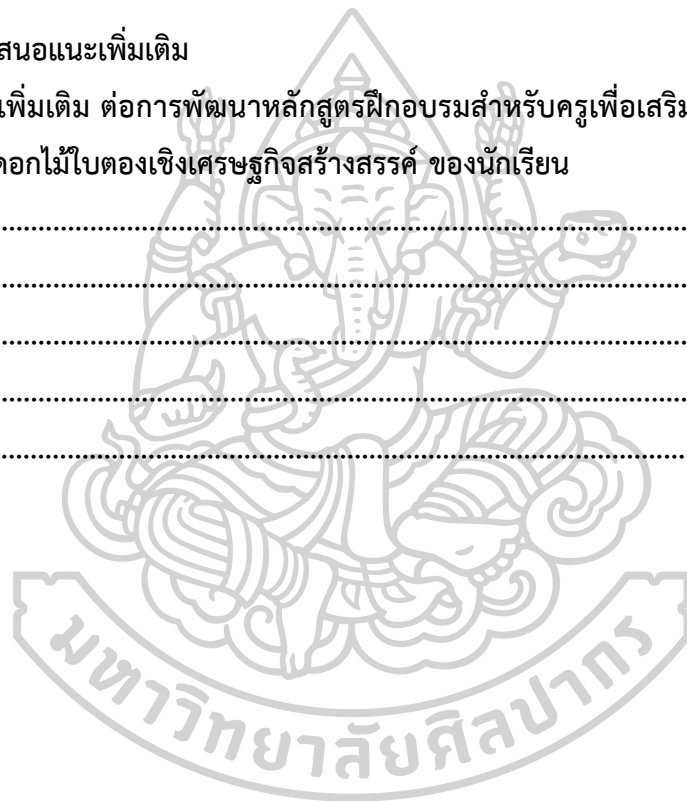 สนอแนะเพิ่มเติม
เพิ่มเติม ต่อการพัฒนาหลักสูตรฝึกอบรมสำหรับครูเพื่อเสริม
ดอกไม้ใบตองเชิงเศรษฐกิจสร้างสรรค์ ของนักเรียน
..........................................................................................
..........................................................................................
..........................................................................................
..........................................................................................
..........................................................................................
มหาวิทยาลัยศิลปากร